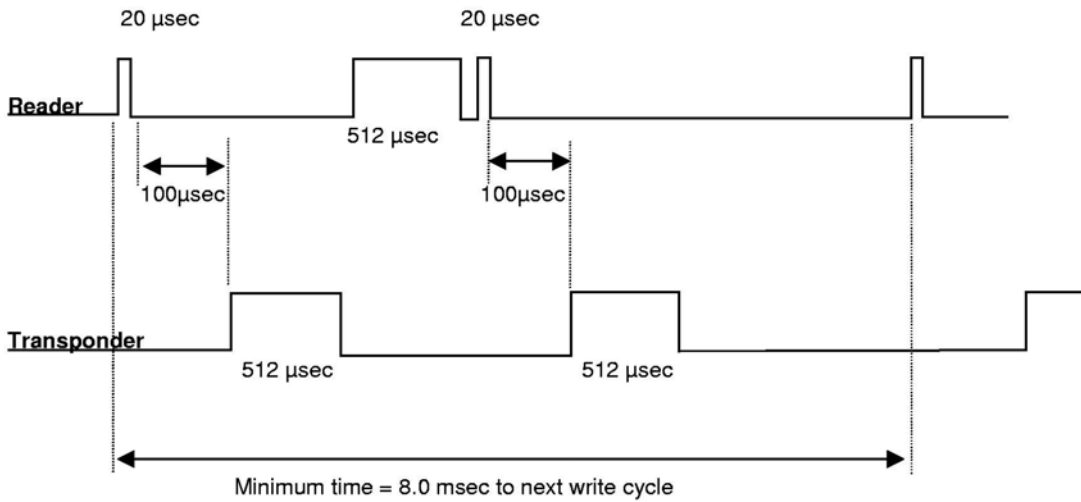 20 µsec
20 µsec
Reader
512 µsec
100µsec
100µsec
Transponder
512 µsec
512 µsec
Minimum time = 8.0 msec to next write cycle